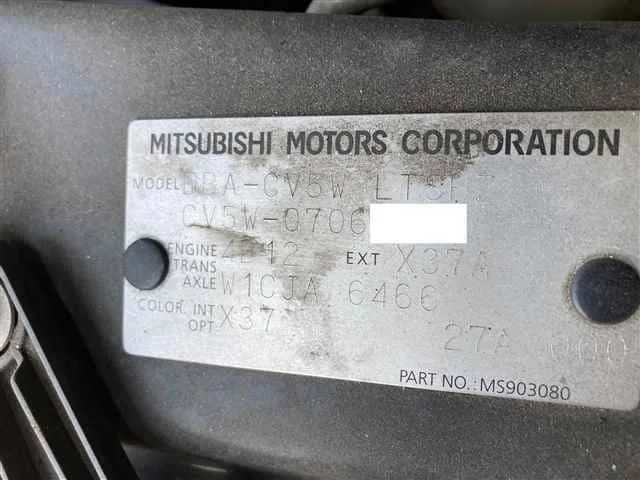 MITSUBISHI MOTORS CORPORATION
MODEL DBA-CV5W
CV5W-0706
ENGINE 4B12 EXT X37A
TRANS
AXLE W1CJA 6466
COLOR. INT X37
OPT 27A 000
PART NO.:MS903080